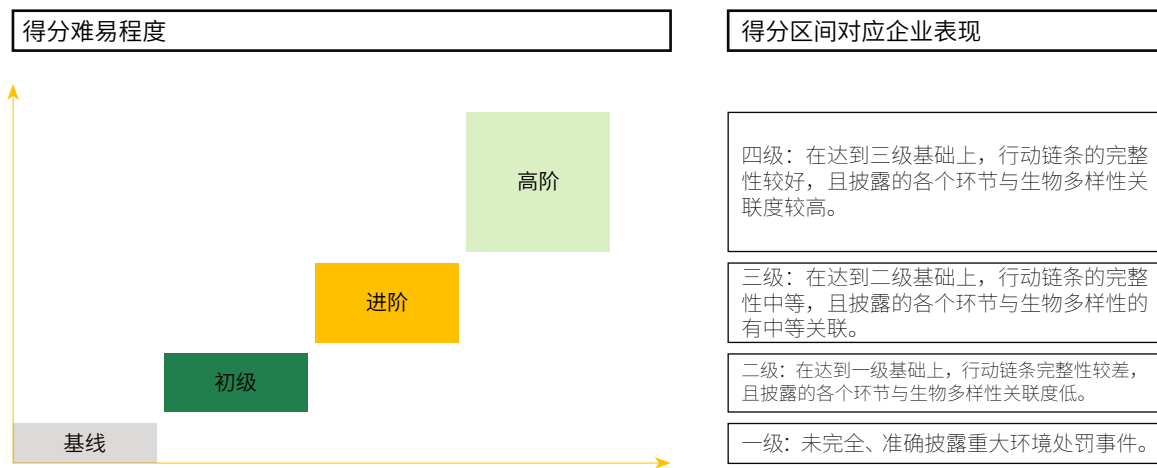 得分难易程度
得分区间对应企业表现
高阶
进阶
初级
基线
四级：在达到三级基础上，行动链条的完整
性较好，且披露的各个环节与生物多样性关
联度较高。
三级：在达到二级基础上，行动链条的完整
性中等，且披露的各个环节与生物多样性的
有中等关联。
二级：在达到一级基础上，行动链条完整性较差，
且披露的各个环节与生物多样性关联度低。
一级：未完全、准确披露重大环境处罚事件。